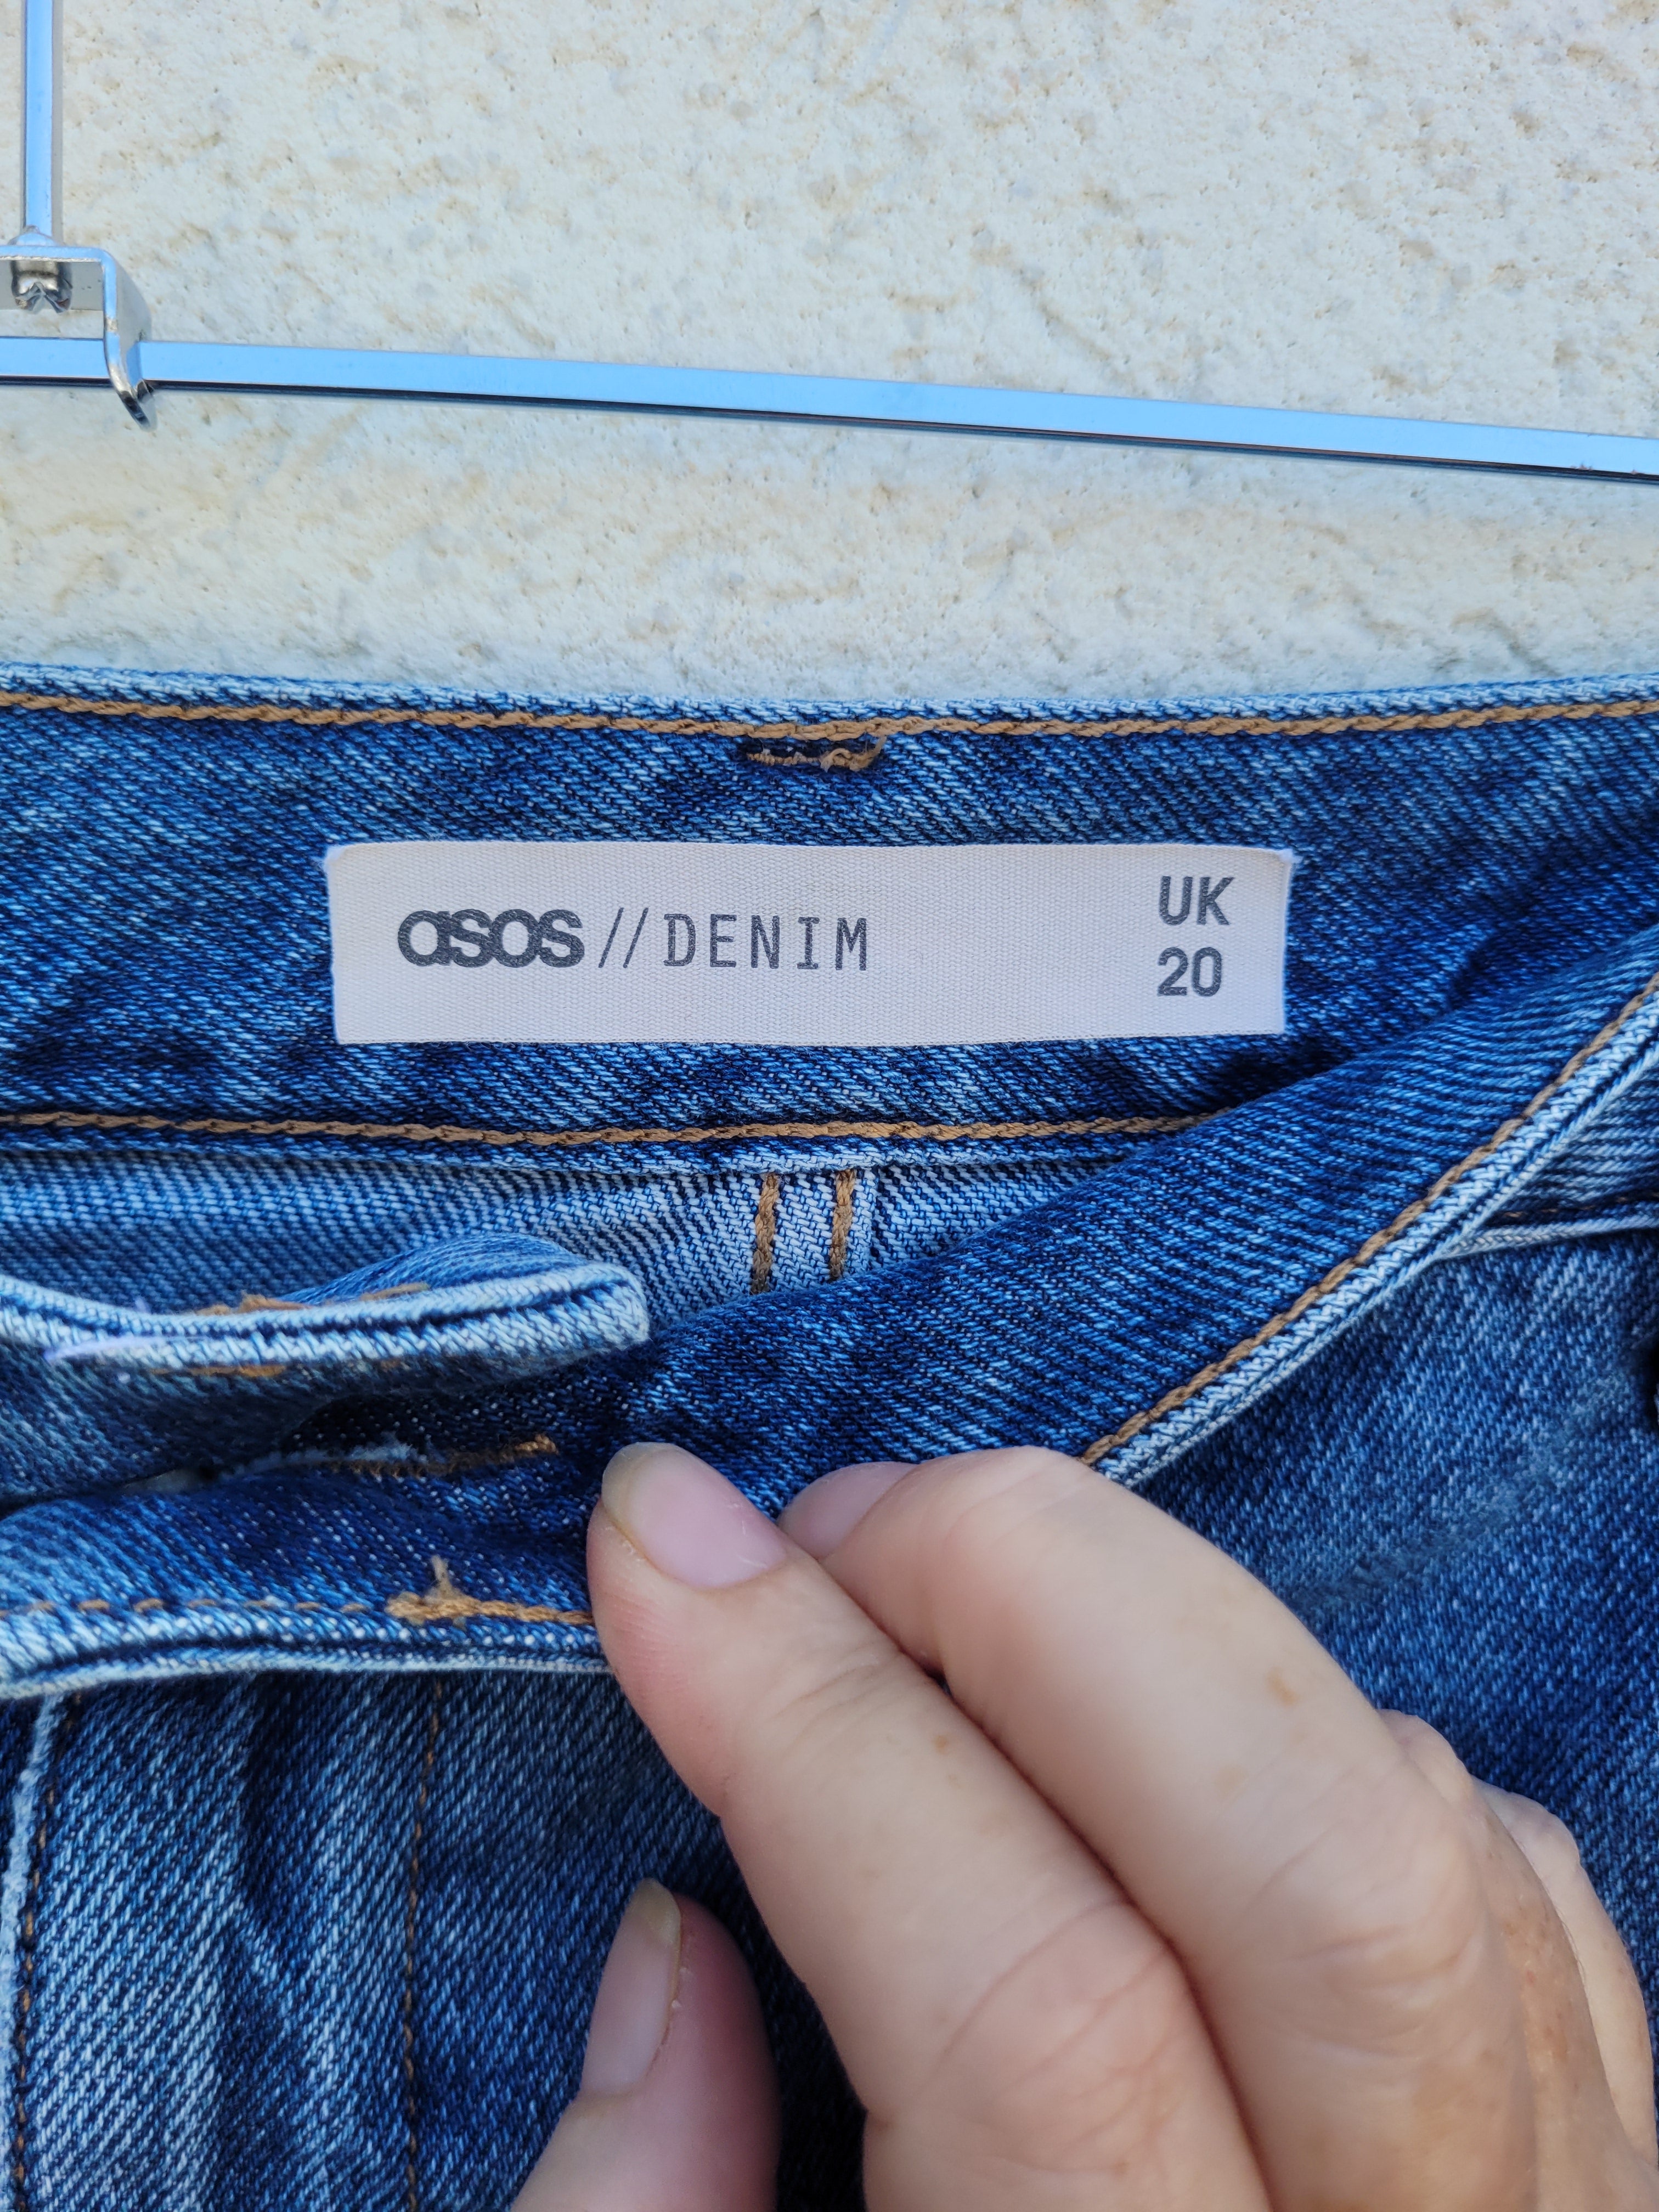 asos // DENIM
UK
20